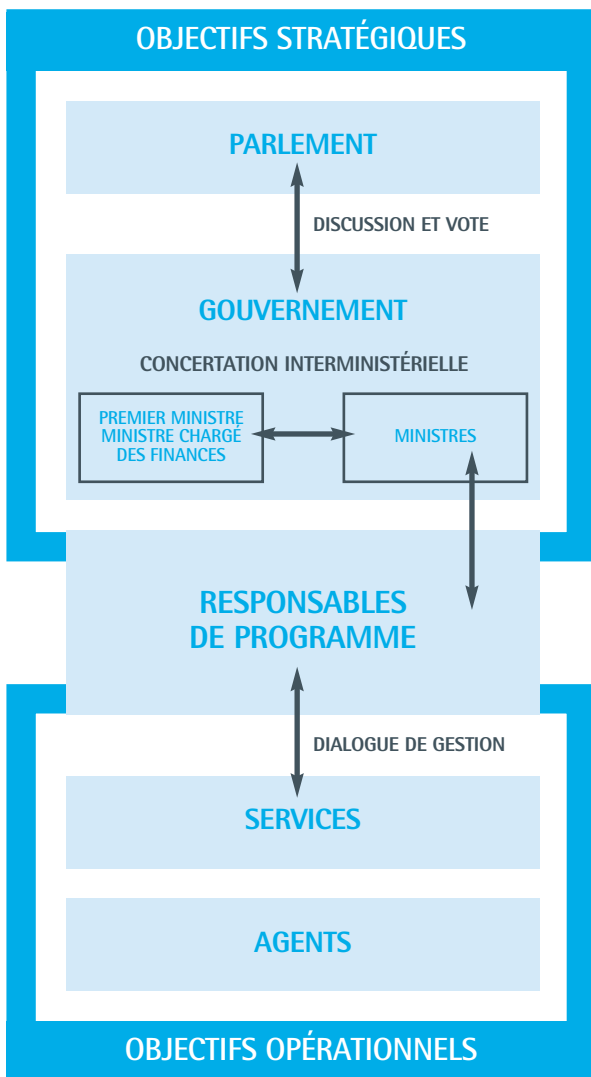 OBJECTIFS STRATÉGIQUES
PARLEMENT
DISCUSSION ET VOTE
GOUVERNEMENT
CONCERTATION INTERMINISTÉRIELLE
PREMIER MINISTRE
MINISTRE CHARGÉ
DES FINANCES
MINISTRES
RESPONSABLES
DE PROGRAMME
DIALOGUE DE GESTION
SERVICES
AGENTS
OBJECTIFS OPÉRATIONNELS